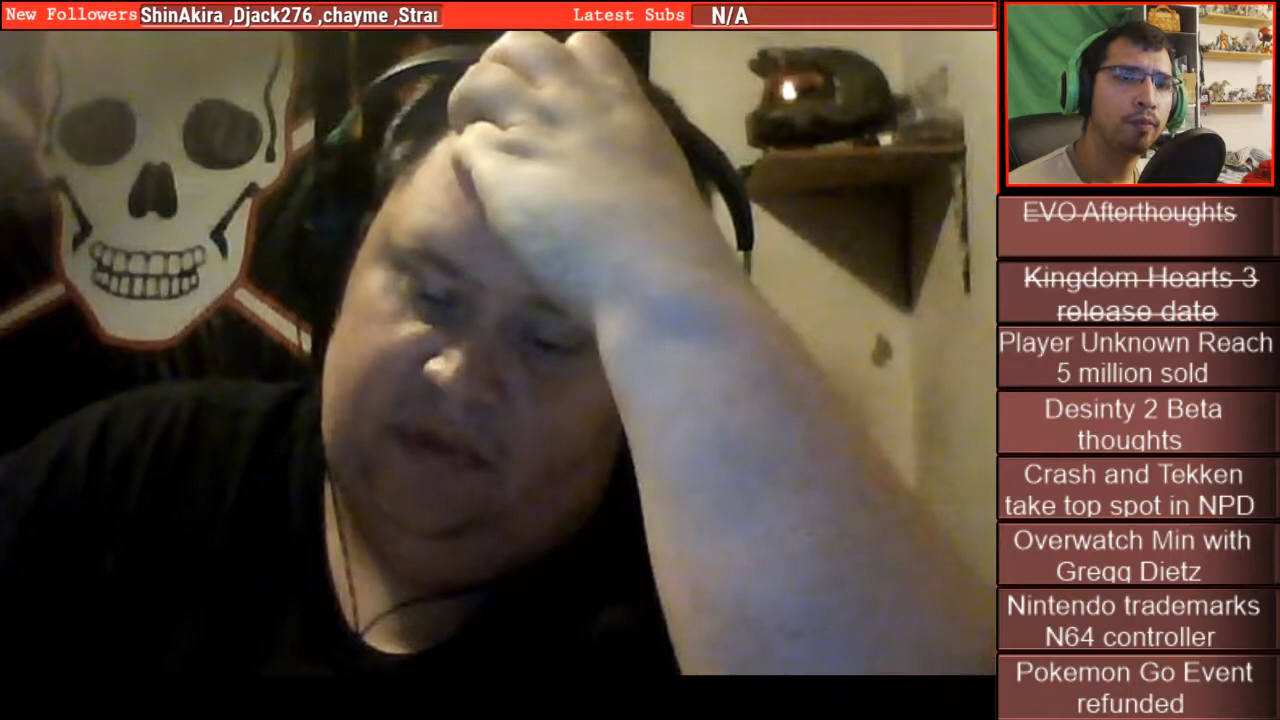 New Followers ShinAkira ,Djack276 ,chayme ,Stran Latest Subs N/A
EVO Afterthoughts
Kingdom Hearts 3
release date
Player Unknown Reach
5 million sold
Desinty 2 Beta
thoughts
Crash and Tekken
take top spot in NPD
Overwatch Min with
Gregg Dietz
Nintendo trademarks
N64 controller
Pokemon Go Event
refunded